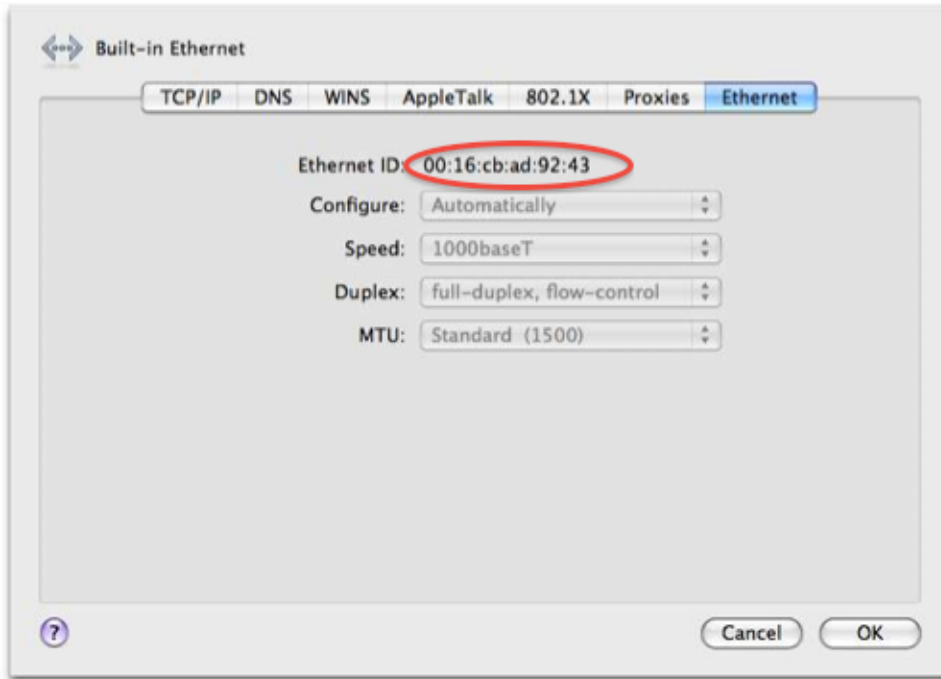 Built-in Ethernet
TCP/IP DNS WINS AppleTalk 802.1X Proxies Ethernet
Ethernet ID: 00:16:cb:ad:92:43
Configure: Automatically
Speed: 1000baseT
Duplex: full-duplex, flow-control
MTU: Standard (1500)
? Cancel OK